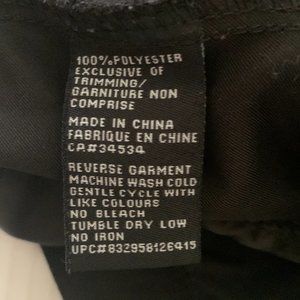 100%POLYESTER
EXCLUSIVE OF
TRIMMING/
GARNITURE NON
COMPRISE
MADE IN CHINA
FABRIQUE EN CHINE
CA#34534
REVERSE GARMENT
MACHINE WASH COLD
GENTLE CYCLE WITH
LIKE COLOURS
NO BLEACH
TUMBLE DRY LOW
NO IRON
UPC#832958126415